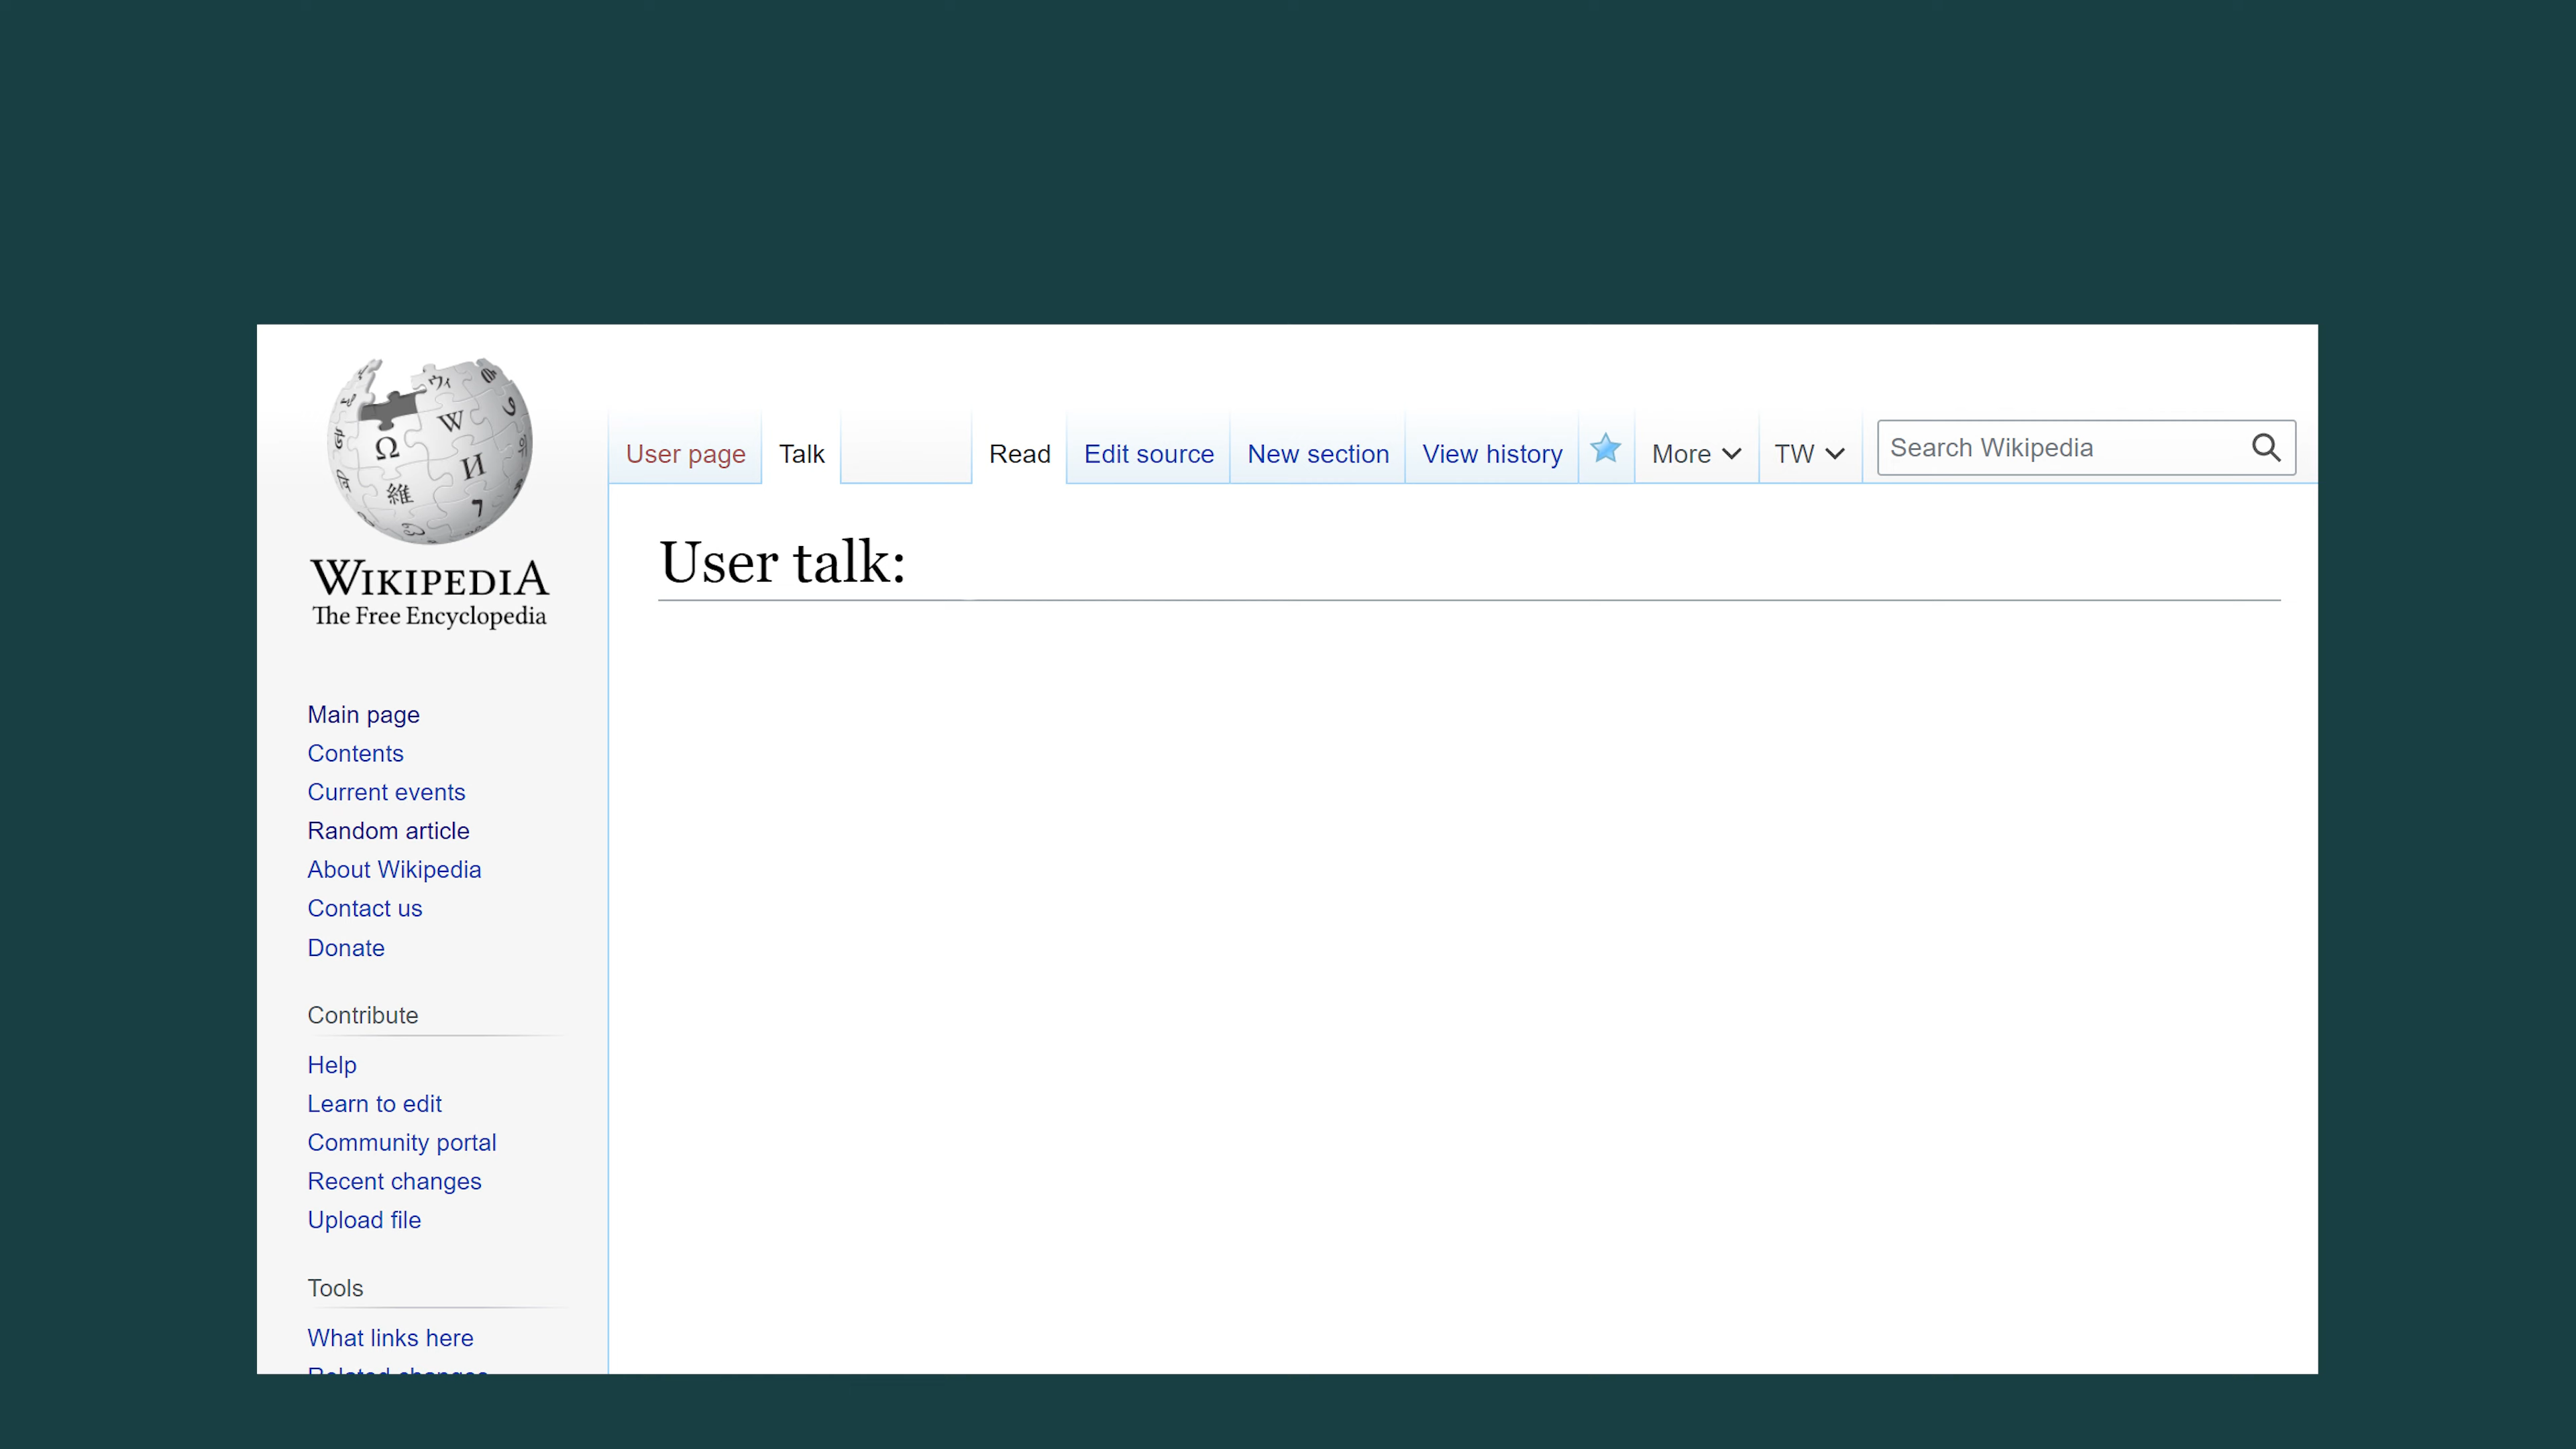 WIKIPEDIA
The Free Encyclopedia
User page Talk Read Edit source New section View history More TW Search Wikipedia
User talk:
Main page
Contents
Current events
Random article
About Wikipedia
Contact us
Donate
Contribute
Help
Learn to edit
Community portal
Recent changes
Upload file
Tools
What links here
Related changes